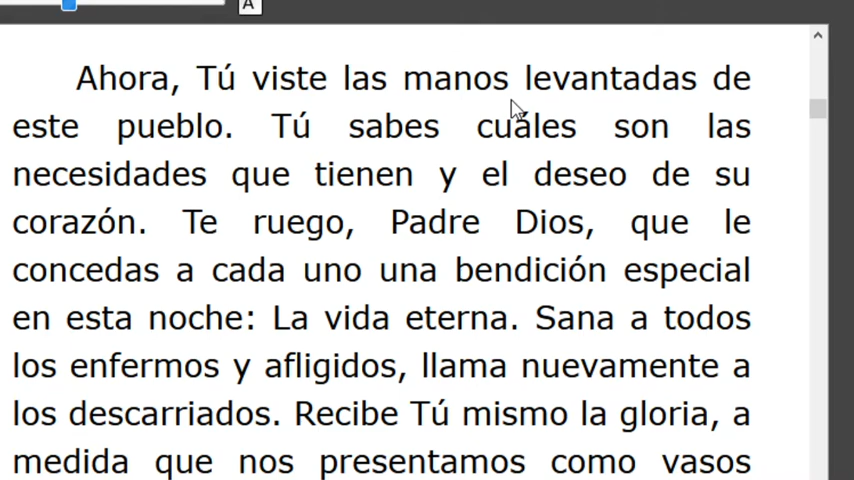 A
Ahora, Tú viste las manos levantadas de
este pueblo. Tú sabes cuáles son las
necesidades que tienen y el deseo de su
corazón. Te ruego, Padre Dios, que le
concedas a cada uno una bendición especial
en esta noche: La vida eterna. Sana a todos
los enfermos y afligidos, llama nuevamente a
los descarriados. Recibe Tú mismo la gloria, a
medida que nos presentamos como vasos